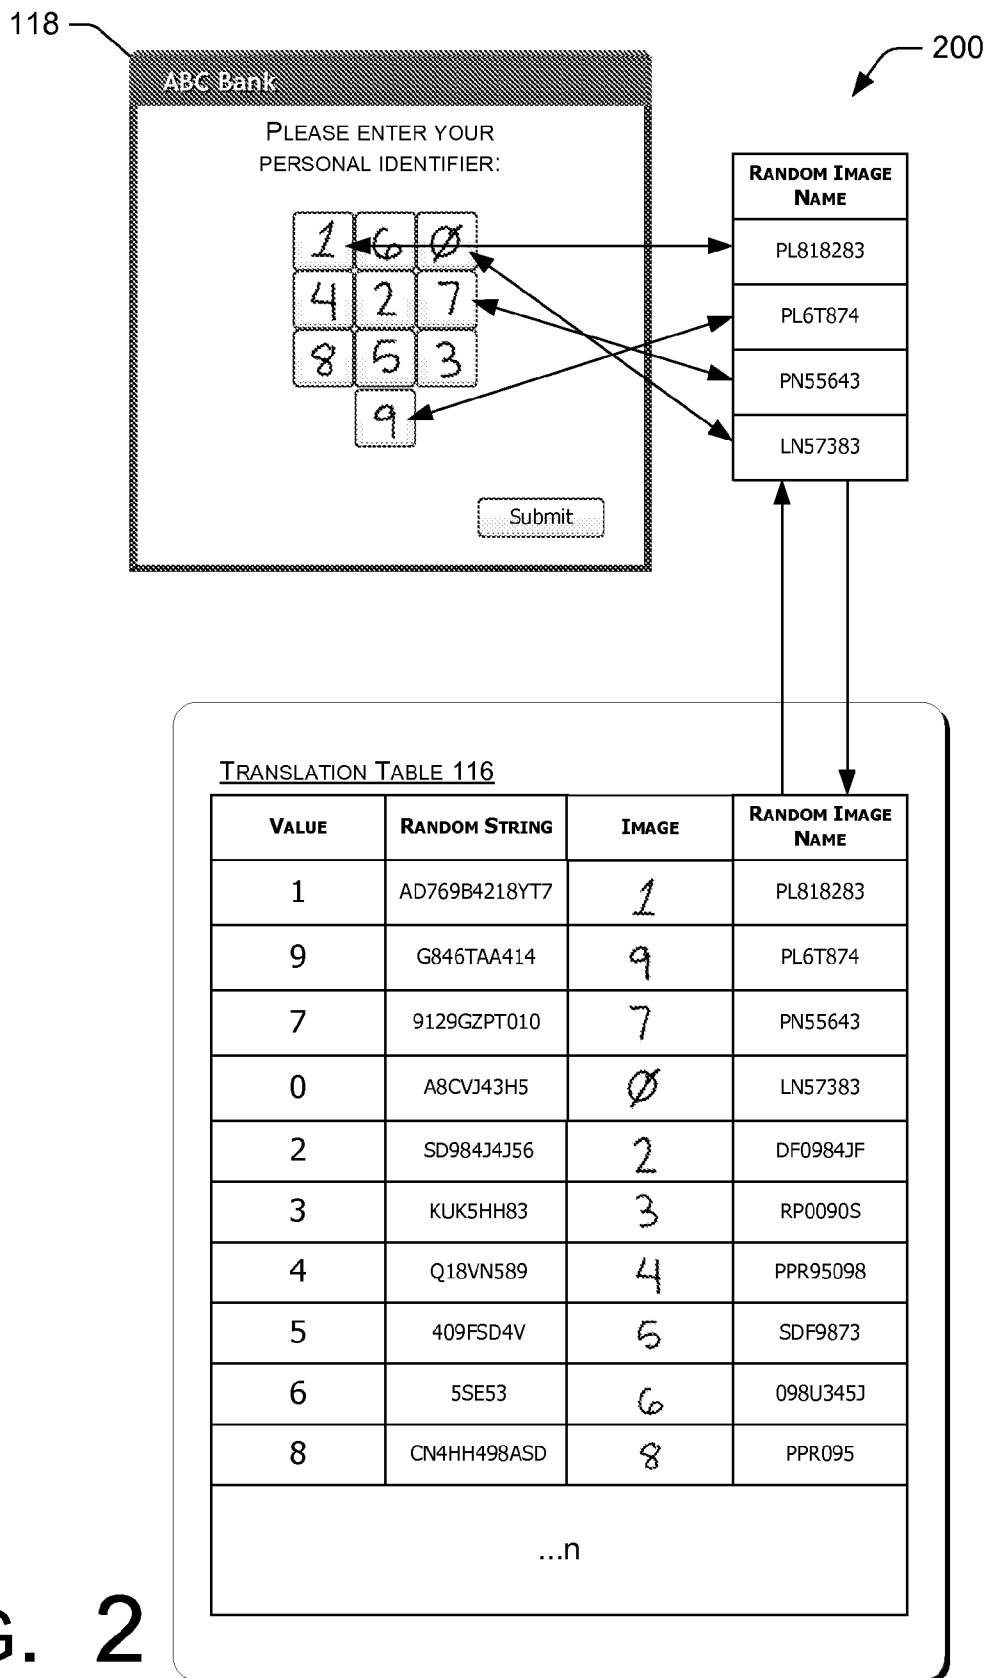 118
200
ABC Bank
PLEASE ENTER YOUR
PERSONAL IDENTIFIER:
1 6 0
4 2 7
8 5 3
9
Submit
RANDOM IMAGE
NAME
PL818283
PL6T874
PN55643
LN57383
TRANSLATION TABLE 116
VALUE RANDOM STRING IMAGE RANDOM IMAGE NAME
1 AD769B4218YT7 1 PL818283
9 G846TAA414 9 PL6T874
7 9129GZPT010 7 PN55643
0 A8CVJ43H5 0 LN57383
2 SD984J4J56 2 DF0984JF
3 KUK5HH83 3 RP0090S
4 Q18VN589 4 PPR95098
5 409FSD4V 5 SDF9873
6 5SE53 6 098U345J
8 CN4HH498ASD 8 PPR095
...n
G. 2